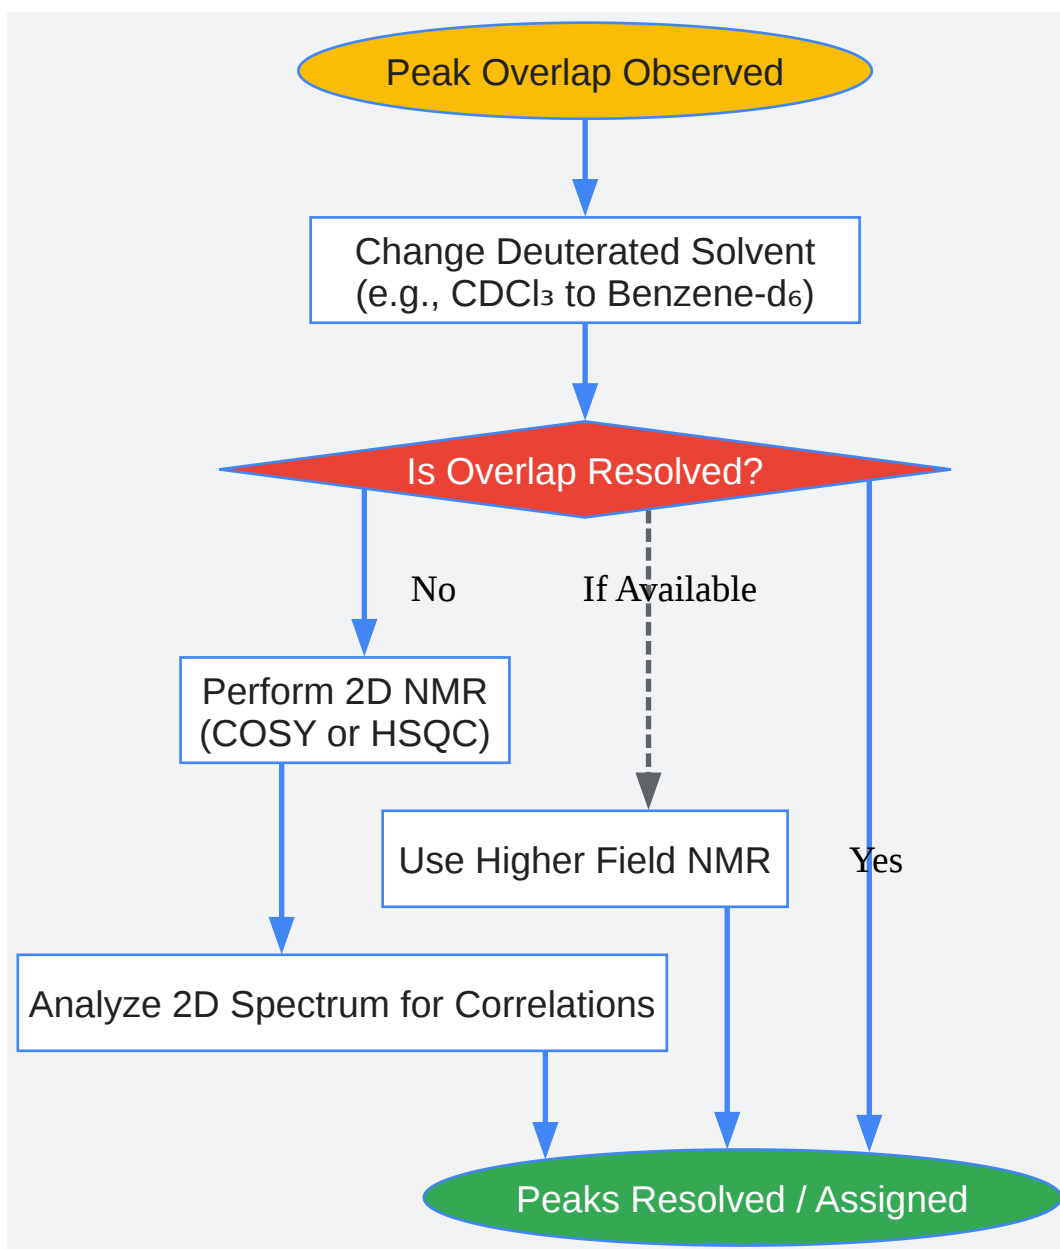 Peak Overlap Observed
Change Deuterated Solvent
(e.g., CDCl₃ to Benzene-d₆)
Is Overlap Resolved?
No
If Available
Perform 2D NMR
(COSY or HSQC)
Use Higher Field NMR
Yes
Analyze 2D Spectrum for Correlations
Peaks Resolved / Assigned